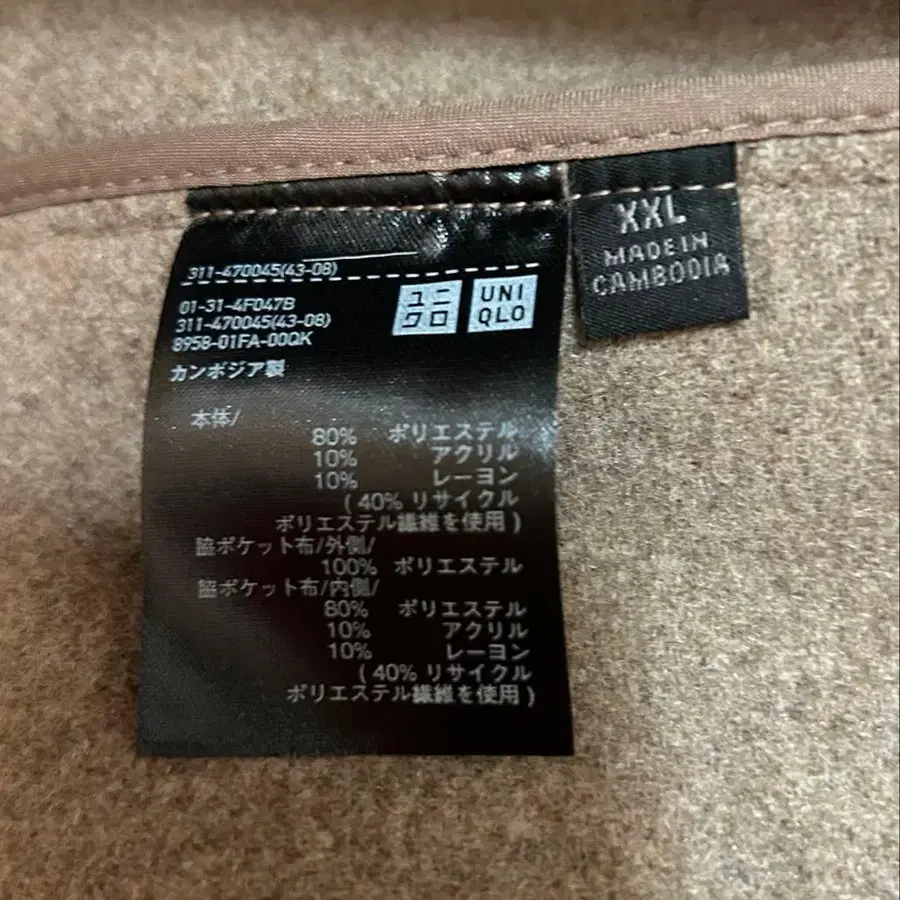 311-470045(43-08)
01-31-4F047B
311-470045(43-08)
8958-01FA-00QK
ユニ
クロ
UNI
QLO
カンボジア製
本体/
80% ポリエステル
10% アクリル
10% レーヨン
( 40% リサイクル
ポリエステル繊維を使用 )
脇ポケット布/外側/
100% ポリエステル
脇ポケット布/内側/
80% ポリエステル
10% アクリル
10% レーヨン
( 40% リサイクル
ポリエステル繊維を使用 )
XXL
MADE IN
CAMBODIA